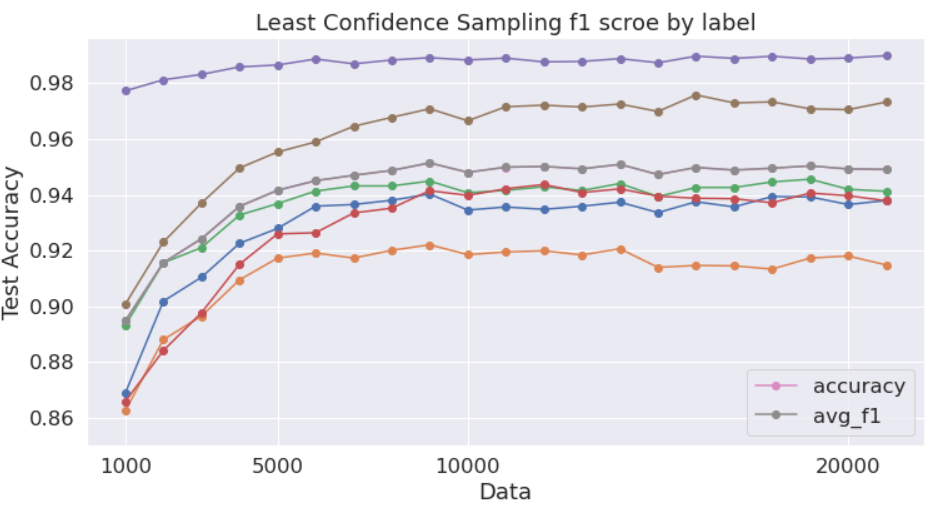 Least Confidence Sampling f1 scroe by label
Test Accuracy
0.98
0.96
0.94
0.92
0.90
0.88
0.86
accuracy
avg_f1
1000 5000 10000 20000
Data